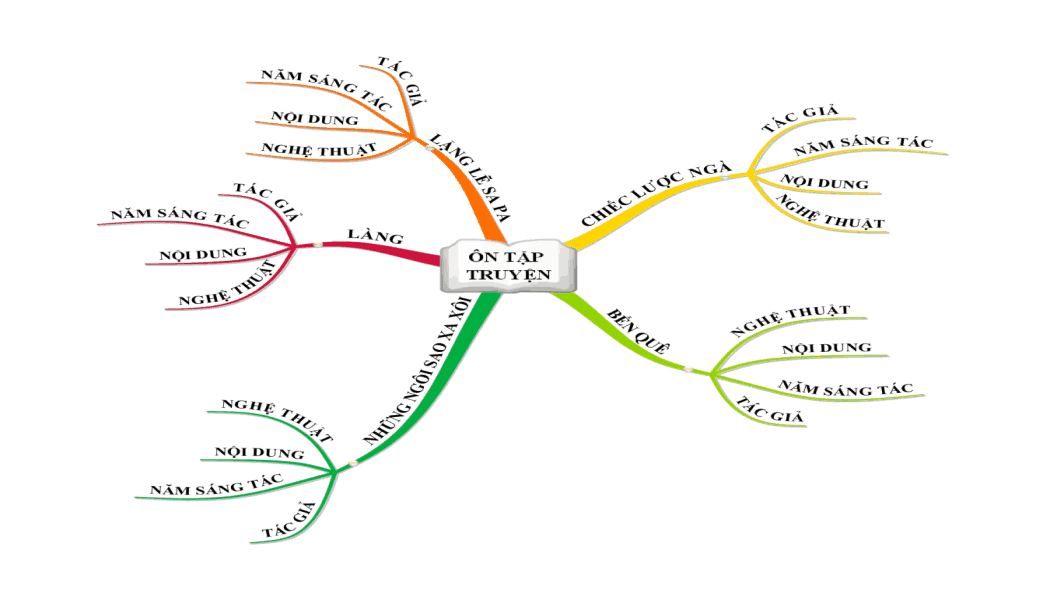 ÔN TẬP
TRUYỆN
LẶNG LẼ SA PA
TÁC GIẢ
NĂM SÁNG TÁC
NỘI DUNG
NGHỆ THUẬT
CHIẾC LƯỢC NGÀ
TÁC GIẢ
NĂM SÁNG TÁC
NỘI DUNG
NGHỆ THUẬT
LÀNG
TÁC GIẢ
NĂM SÁNG TÁC
NỘI DUNG
NGHỆ THUẬT
BẾN QUÊ
NGHỆ THUẬT
NỘI DUNG
NĂM SÁNG TÁC
TÁC GIẢ
NHỮNG NGÔI SAO XA XÔI
NGHỆ THUẬT
NỘI DUNG
NĂM SÁNG TÁC
TÁC GIẢ